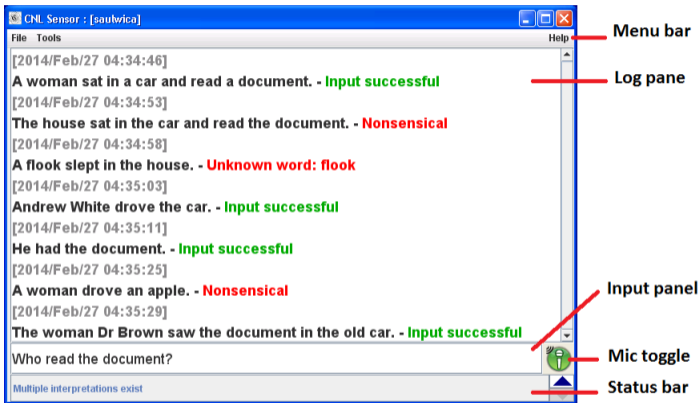 CNL Sensor : [saulwica]
File Tools Help
Menu bar
[2014/Feb/27 04:34:46]
A woman sat in a car and read a document. - Input successful
Log pane
[2014/Feb/27 04:34:53]
The house sat in the car and read the document. - Nonsensical
[2014/Feb/27 04:34:58]
A flook slept in the house. - Unknown word: flook
[2014/Feb/27 04:35:03]
Andrew White drove the car. - Input successful
[2014/Feb/27 04:35:11]
He had the document. - Input successful
[2014/Feb/27 04:35:25]
A woman drove an apple. - Nonsensical
Input panel
[2014/Feb/27 04:35:29]
The woman Dr Brown saw the document in the old car. - Input successful
Who read the document?
Mic toggle
Multiple interpretations exist
Status bar